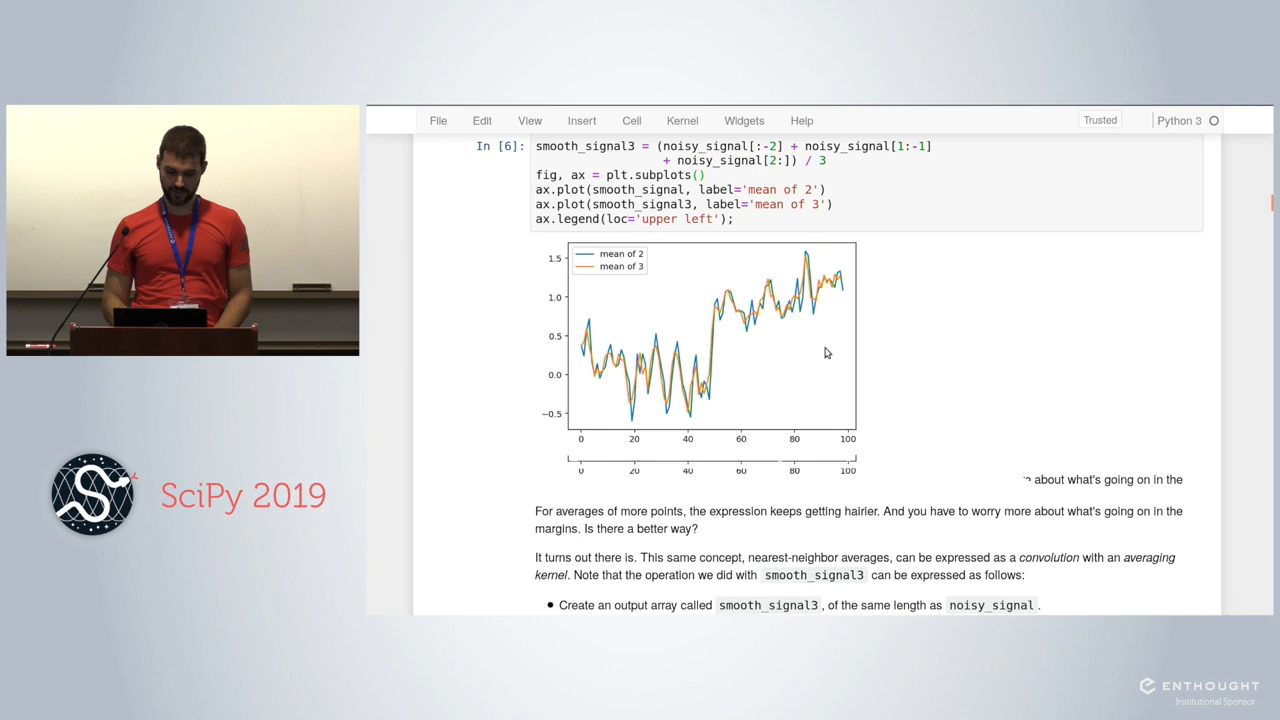 File Edit View Insert Cell Kernel Widgets Help Trusted Python 3
In [6]: smooth_signal3 = (noisy_signal[:-2] + noisy_signal[1:-1]
+ noisy_signal[2:]) / 3
fig, ax = plt.subplots()
ax.plot(smooth_signal, label='mean of 2')
ax.plot(smooth_signal3, label='mean of 3')
ax.legend(loc='upper left');
mean of 2
mean of 3
1.5
1.0
0.5
0.0
−0.5
0 20 40 60 80 100
0 20 40 60 80 100
about what's going on in the
For averages of more points, the expression keeps getting hairier. And you have to worry more about what's going on in the
margins. Is there a better way?
It turns out there is. This same concept, nearest-neighbor averages, can be expressed as a convolution with an averaging
kernel. Note that the operation we did with smooth_signal3 can be expressed as follows:
• Create an output array called smooth_signal3, of the same length as noisy_signal.
SciPy 2019
ENTHOUGHT
Institutional Sponsor